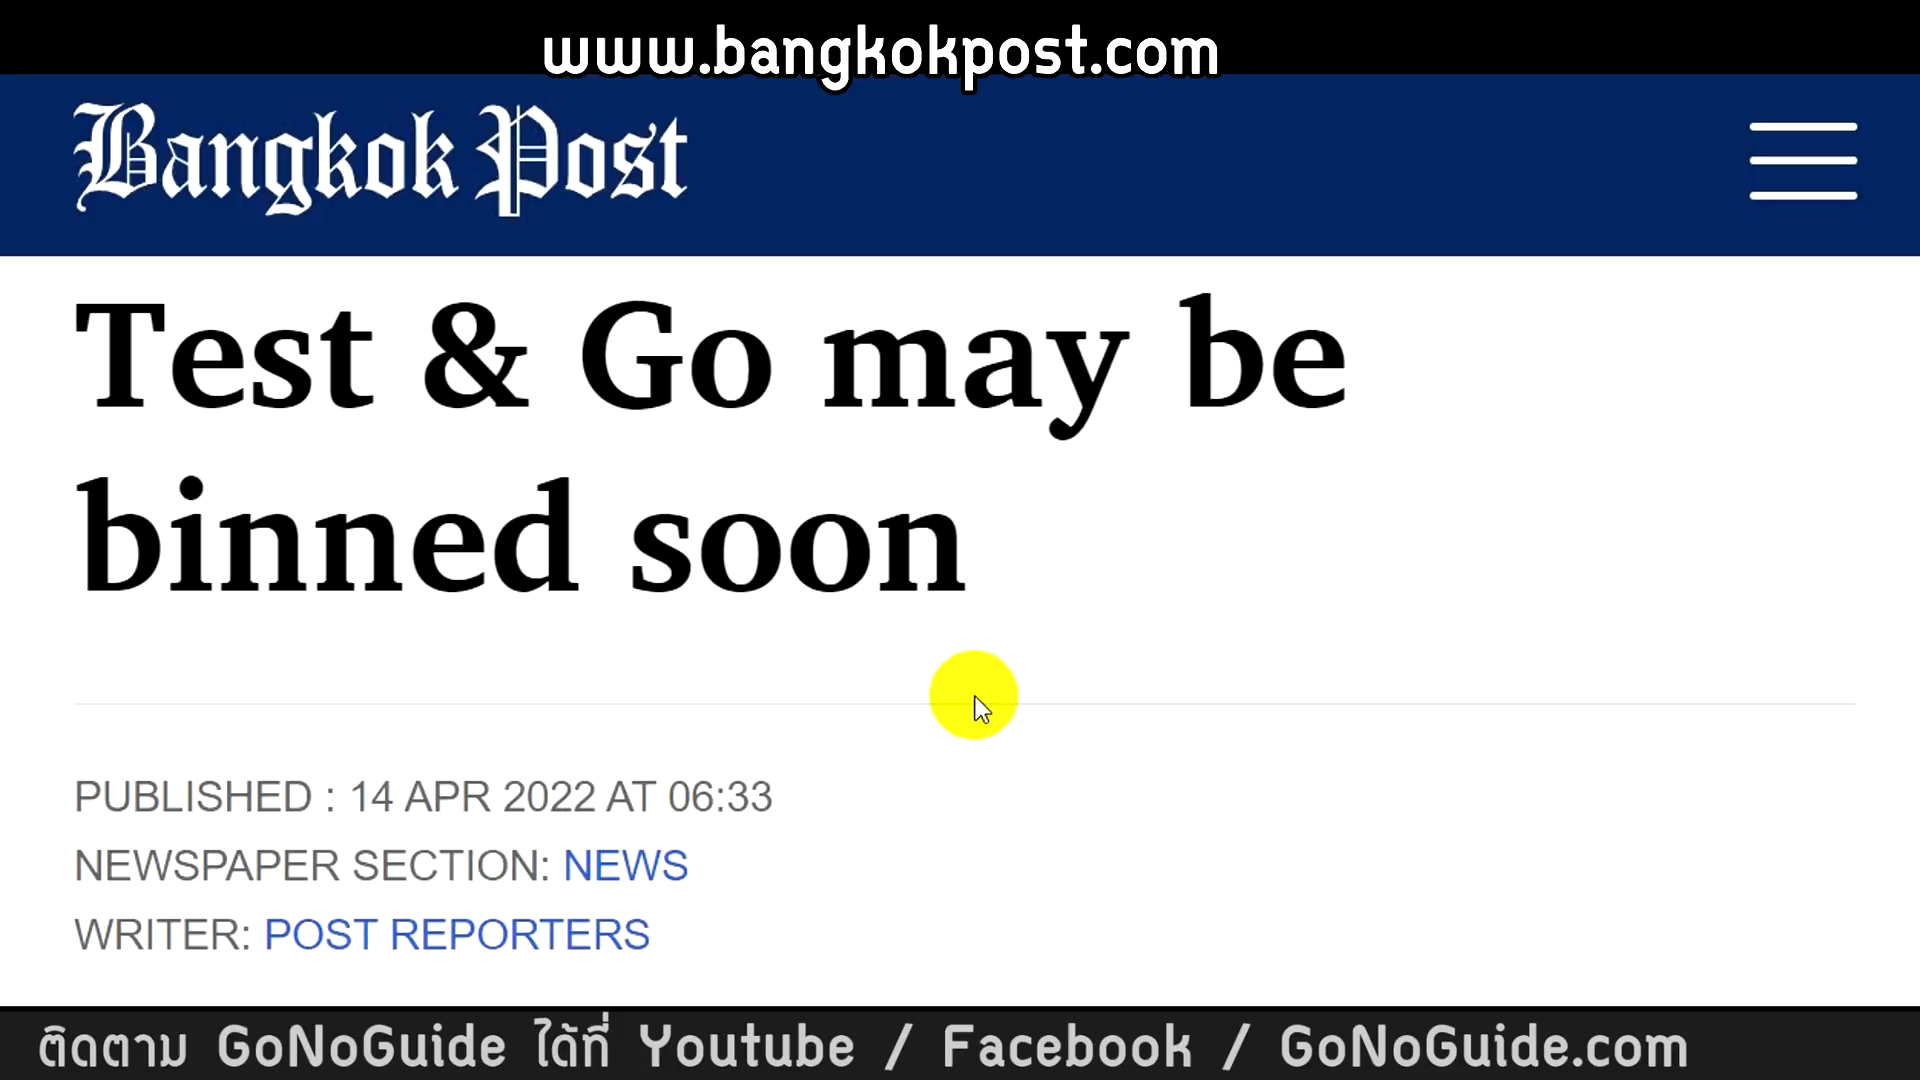 www.bangkokpost.com
Bangkok Post
Test & Go may be
binned soon
PUBLISHED : 14 APR 2022 AT 06:33
NEWSPAPER SECTION: NEWS
WRITER: POST REPORTERS
ติดตาม GoNoGuide ได้ที่ Youtube / Facebook / GoNoGuide.com